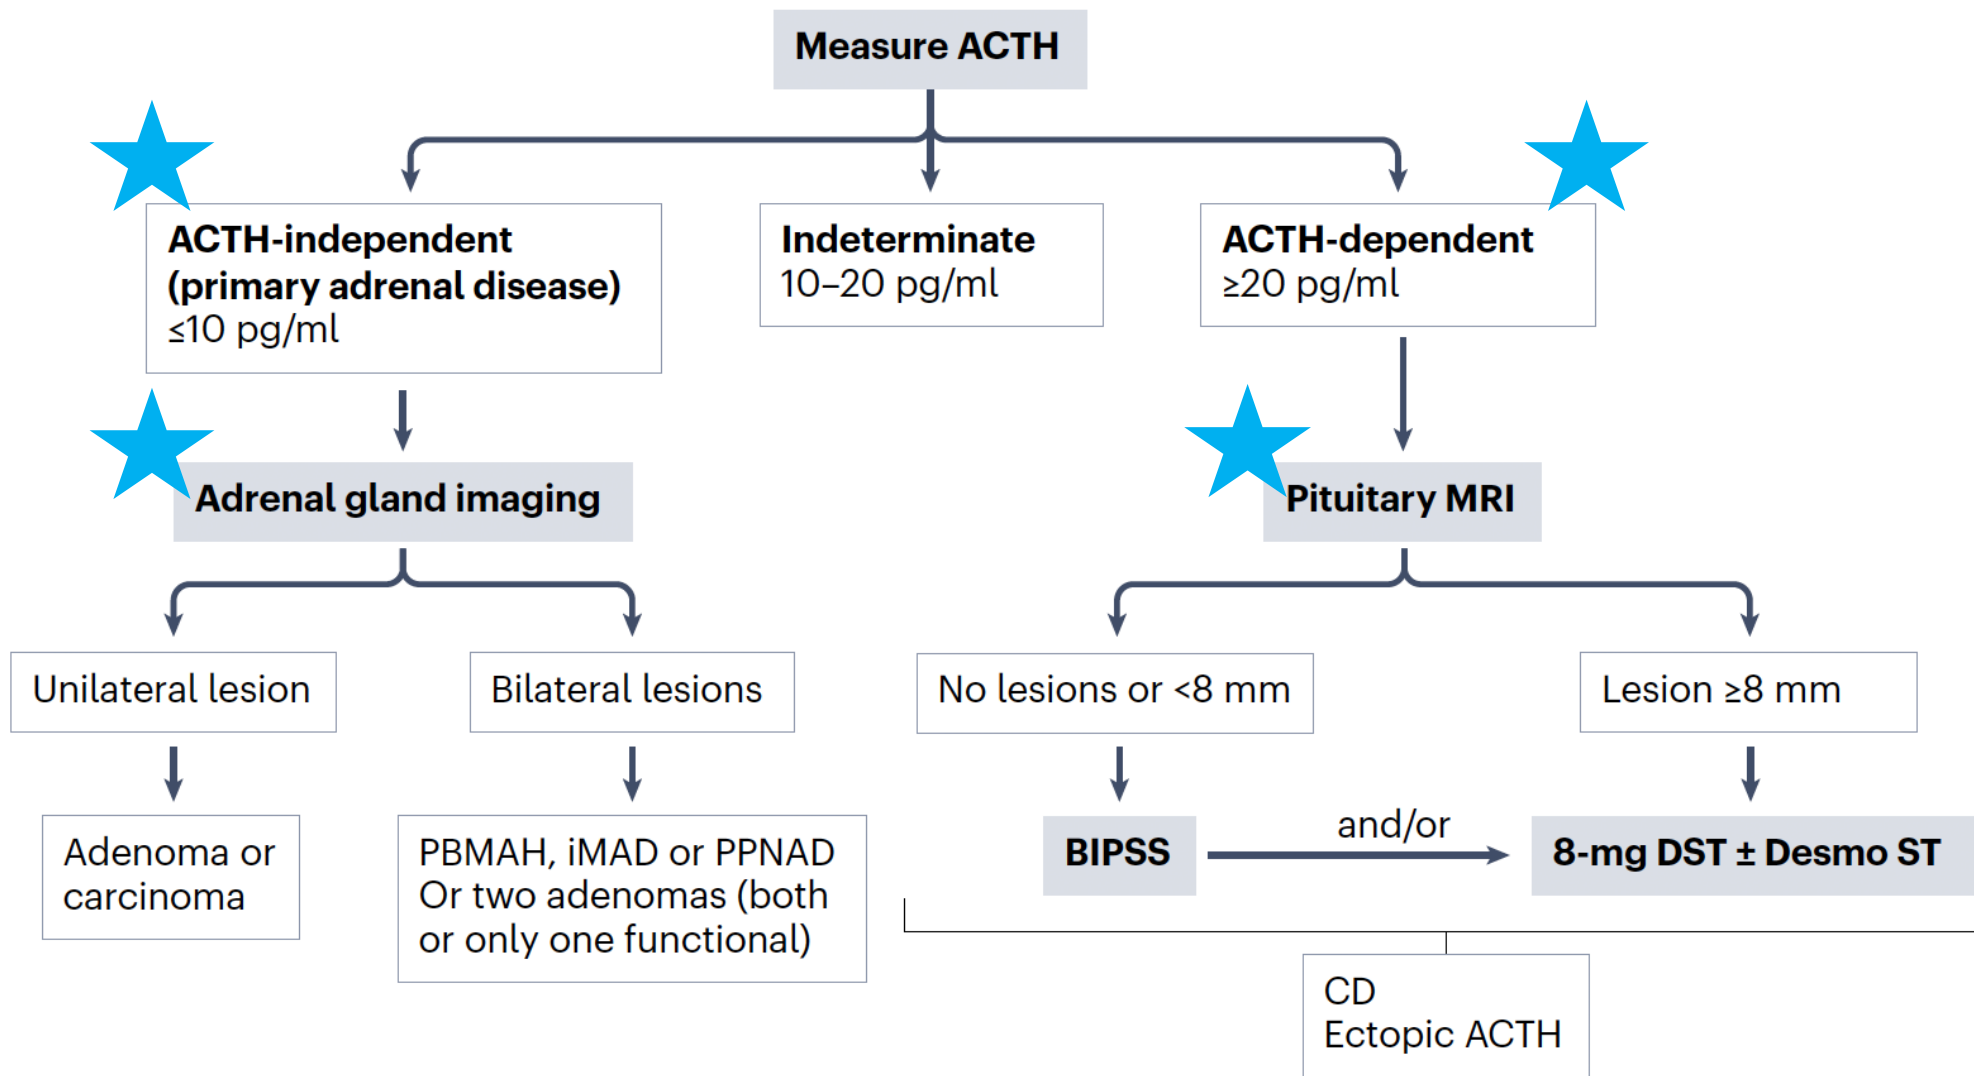 Measure ACTH
ACTH-independent
(primary adrenal disease)
≤10 pg/ml
Indeterminate
10–20 pg/ml
ACTH-dependent
≥20 pg/ml
Adrenal gland imaging
Pituitary MRI
Unilateral lesion
Bilateral lesions
No lesions or <8 mm
Lesion ≥8 mm
Adenoma or
carcinoma
PBMAH, iMAD or PPNAD
Or two adenomas (both
or only one functional)
BIPSS
and/or
8-mg DST ± Desmo ST
CD
Ectopic ACTH